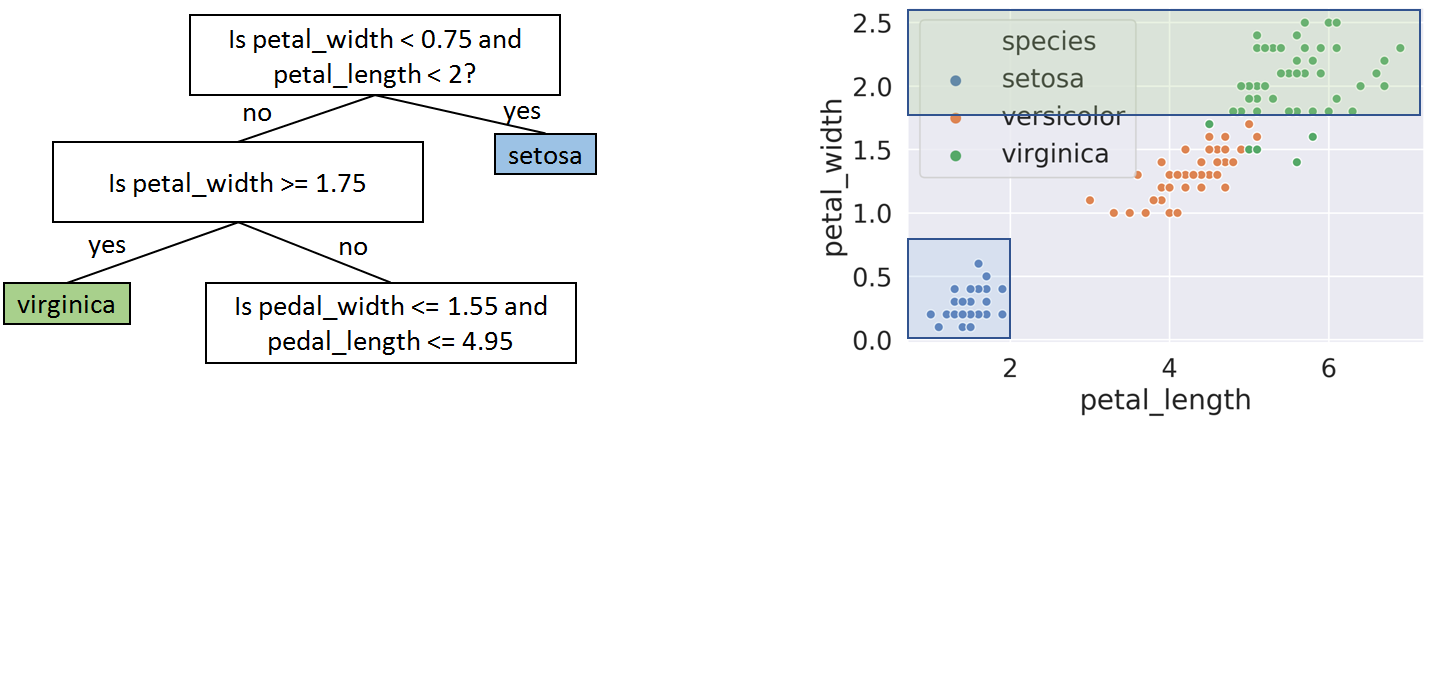 Is petal_width < 0.75 and
petal_length < 2?
no
yes
setosa
Is petal_width >= 1.75
yes
no
virginica
Is pedal_width <= 1.55 and
pedal_length <= 4.95
petal_width
2.5
2.0
1.5
1.0
0.5
0.0
species
setosa
versicolor
virginica
2 4 6
petal_length